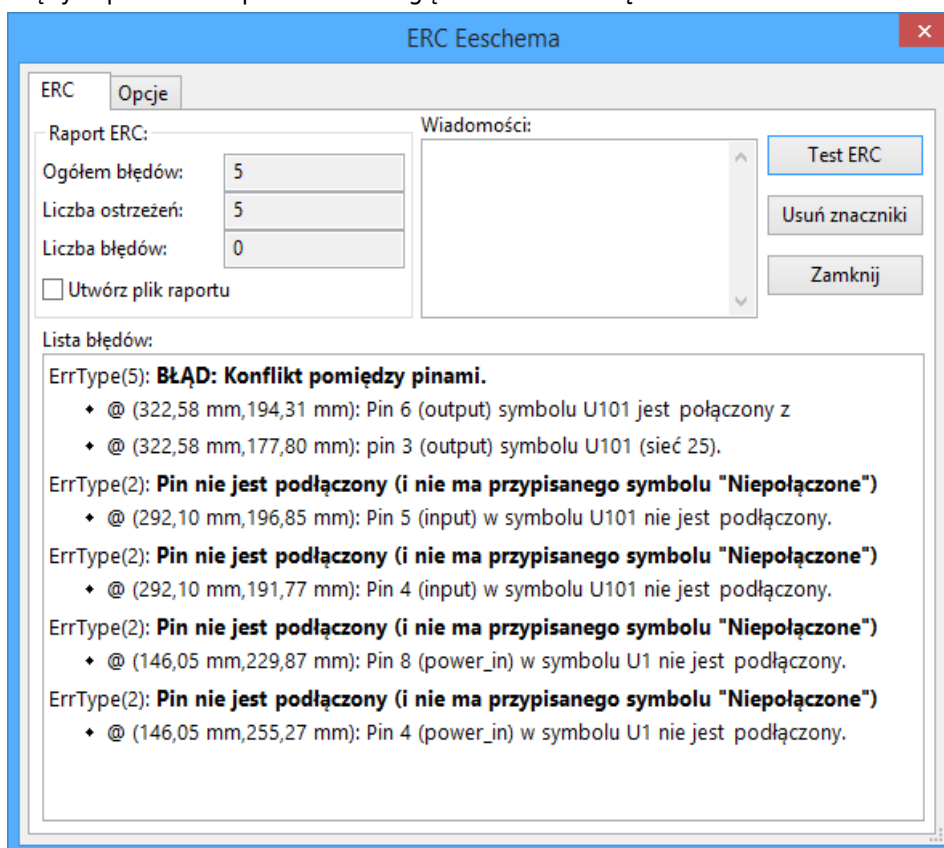 ERC Eeschema
ERC
Opcje
Raport ERC:
Ogółem błędów:
5
Liczba ostrzeżeń:
5
Liczba błędów:
0
Utwórz plik raportu
Wiadomości:
Test ERC
Usuń znaczniki
Zamknij
Lista błędów:
ErrType(5): BŁĄD: Konflikt pomiędzy pinami.
@ (322,58 mm,194,31 mm): Pin 6 (output) symbolu U101 jest połączony z
@ (322,58 mm,177,80 mm): pin 3 (output) symbolu U101 (sieć 25).
ErrType(2): Pin nie jest podłączony (i nie ma przypisanego symbolu "Niepołączone")
@ (292,10 mm,196,85 mm): Pin 5 (input) w symbolu U101 nie jest podłączony.
ErrType(2): Pin nie jest podłączony (i nie ma przypisanego symbolu "Niepołączone")
@ (292,10 mm,191,77 mm): Pin 4 (input) w symbolu U101 nie jest podłączony.
ErrType(2): Pin nie jest podłączony (i nie ma przypisanego symbolu "Niepołączone")
@ (146,05 mm,229,87 mm): Pin 8 (power_in) w symbolu U1 nie jest podłączony.
ErrType(2): Pin nie jest podłączony (i nie ma przypisanego symbolu "Niepołączone")
@ (146,05 mm,255,27 mm): Pin 4 (power_in) w symbolu U1 nie jest podłączony.